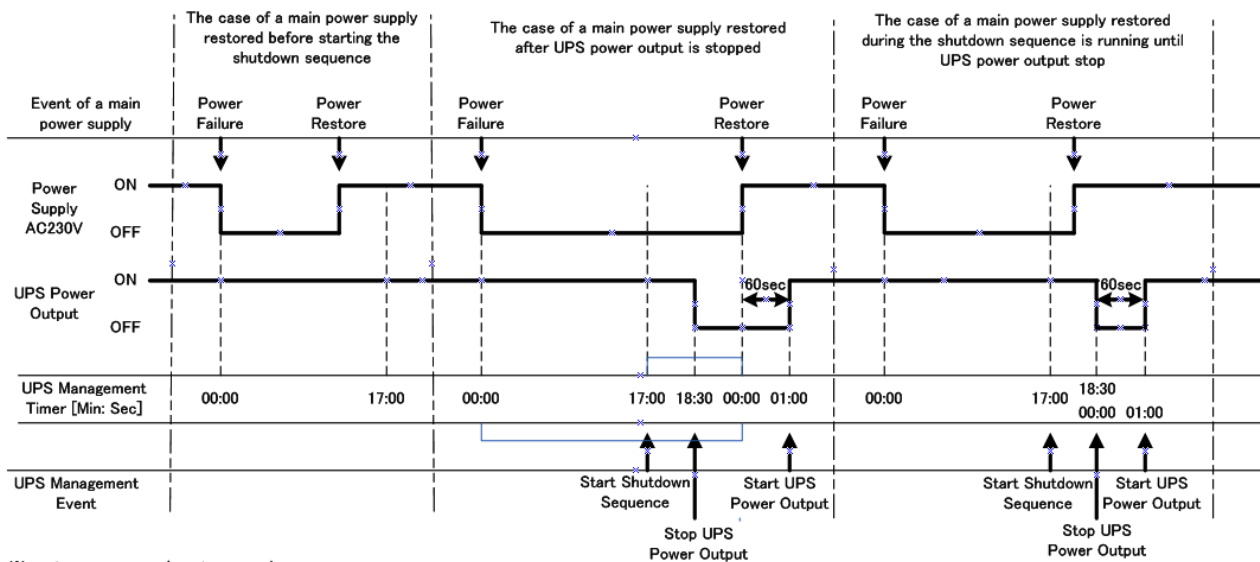 The case of a main power supply
restored before starting the
shutdown sequence
The case of a main power supply restored
after UPS power output is stopped
The case of a main power supply restored
during the shutdown sequence is running until
UPS power output stop
Event of a main
power supply
Power
Failure
Power
Restore
Power
Failure
Power
Restore
Power
Failure
Power
Restore
Power
Supply
AC230V
ON
OFF
UPS Power
Output
ON
OFF
60sec
60sec
UPS Management
Timer [Min: Sec]
00:00
17:00
00:00
17:00
18:30
00:00
01:00
00:00
17:00
18:30
00:00
01:00
UPS Management
Event
Start Shutdown
Sequence
Start UPS
Power Output
Stop UPS
Power Output
Start Shutdown
Sequence
Start UPS
Power Output
Stop UPS
Power Output